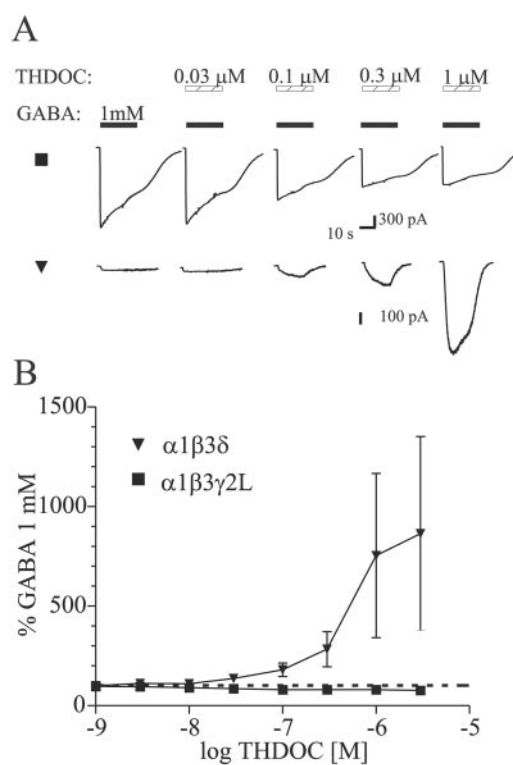 A
THDOC: 0.03 µM 0.1 µM 0.3 µM 1 µM
GABA: 1mM
300 pA
10 s
100 pA
B
1500
1000
500
0
% GABA 1 mM
α1β3δ
α1β3γ2L
-9 -8 -7 -6 -5
log THDOC [M]